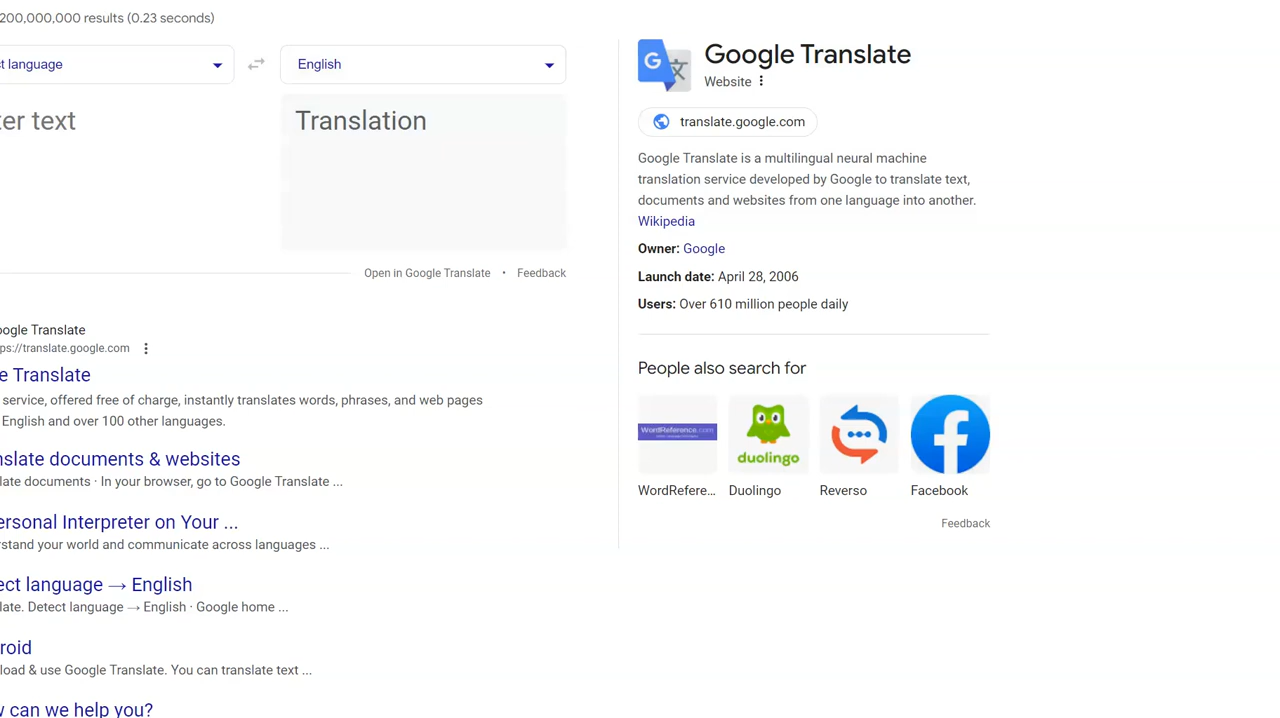 200,000,000 results (0.23 seconds)
t language
English
er text
Translation
Open in Google Translate • Feedback
oogle Translate
ps://translate.google.com
e Translate
service, offered free of charge, instantly translates words, phrases, and web pages
English and over 100 other languages.
nslate documents & websites
late documents · In your browser, go to Google Translate ...
ersonal Interpreter on Your ...
rstand your world and communicate across languages ...
ect language → English
late. Detect language → English · Google home ...
roid
load & use Google Translate. You can translate text ...
w can we help you?
Google Translate
Website
translate.google.com
Google Translate is a multilingual neural machine
translation service developed by Google to translate text,
documents and websites from one language into another.
Wikipedia
Owner: Google
Launch date: April 28, 2006
Users: Over 610 million people daily
People also search for
WordReference.com
duolingo
WordRefere... Duolingo Reverso Facebook
Feedback